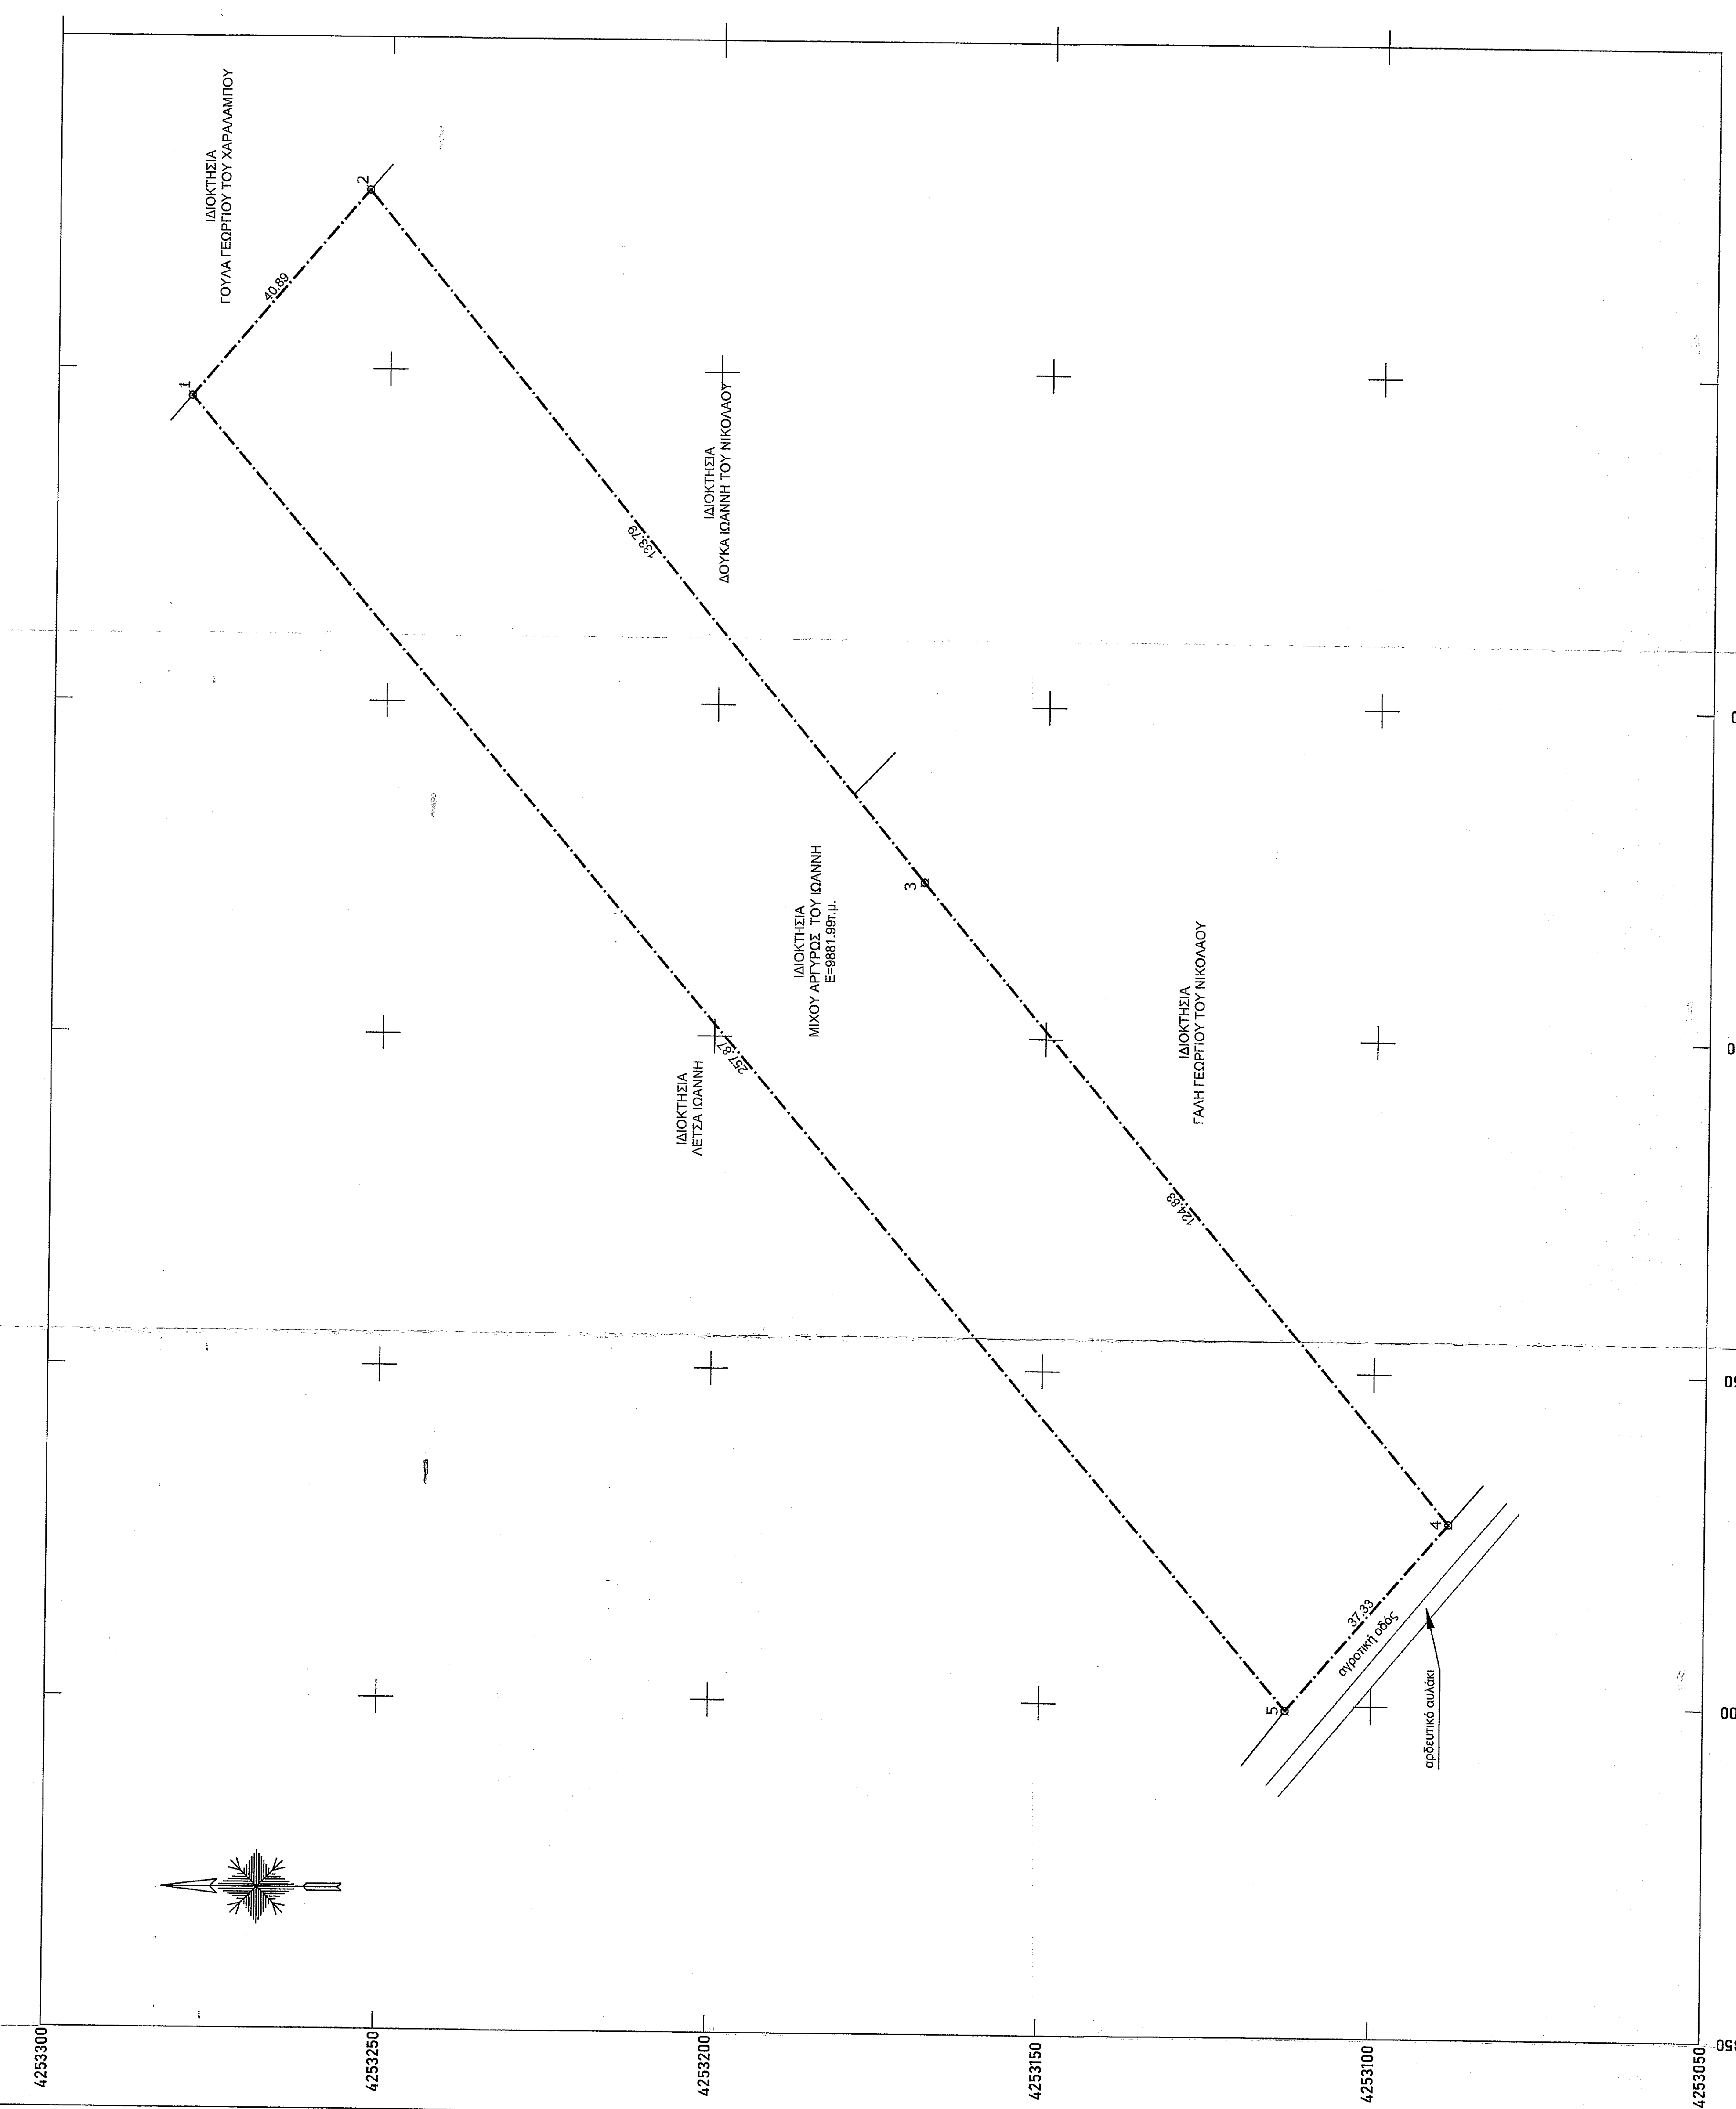 ΙΔΙΟΚΤΗΣΙΑ
ΓΟΥΛΑ ΓΕΩΡΓΙΟΥ ΤΟΥ ΧΑΡΑΛΑΜΠΟΥ
1
40.89
2
ΙΔΙΟΚΤΗΣΙΑ
ΔΟΥΚΑ ΙΩΑΝΝΗ ΤΟΥ ΝΙΚΟΛΑΟΥ
133.79
ΙΔΙΟΚΤΗΣΙΑ
ΜΙΧΟΥ ΑΡΓΥΡΩΣ ΤΟΥ ΙΩΑΝΝΗ
Ε=9881.99τ.μ.
3
ΙΔΙΟΚΤΗΣΙΑ
ΛΕΤΣΑ ΙΩΑΝΝΗ
257.87
ΙΔΙΟΚΤΗΣΙΑ
ΓΑΛΗ ΓΕΩΡΓΙΟΥ ΤΟΥ ΝΙΚΟΛΑΟΥ
124.83
4
37.33
5
αγροτική οδός
αρδευτικό αυλάκι
4253300
4253250
4253200
4253150
4253100
4253050